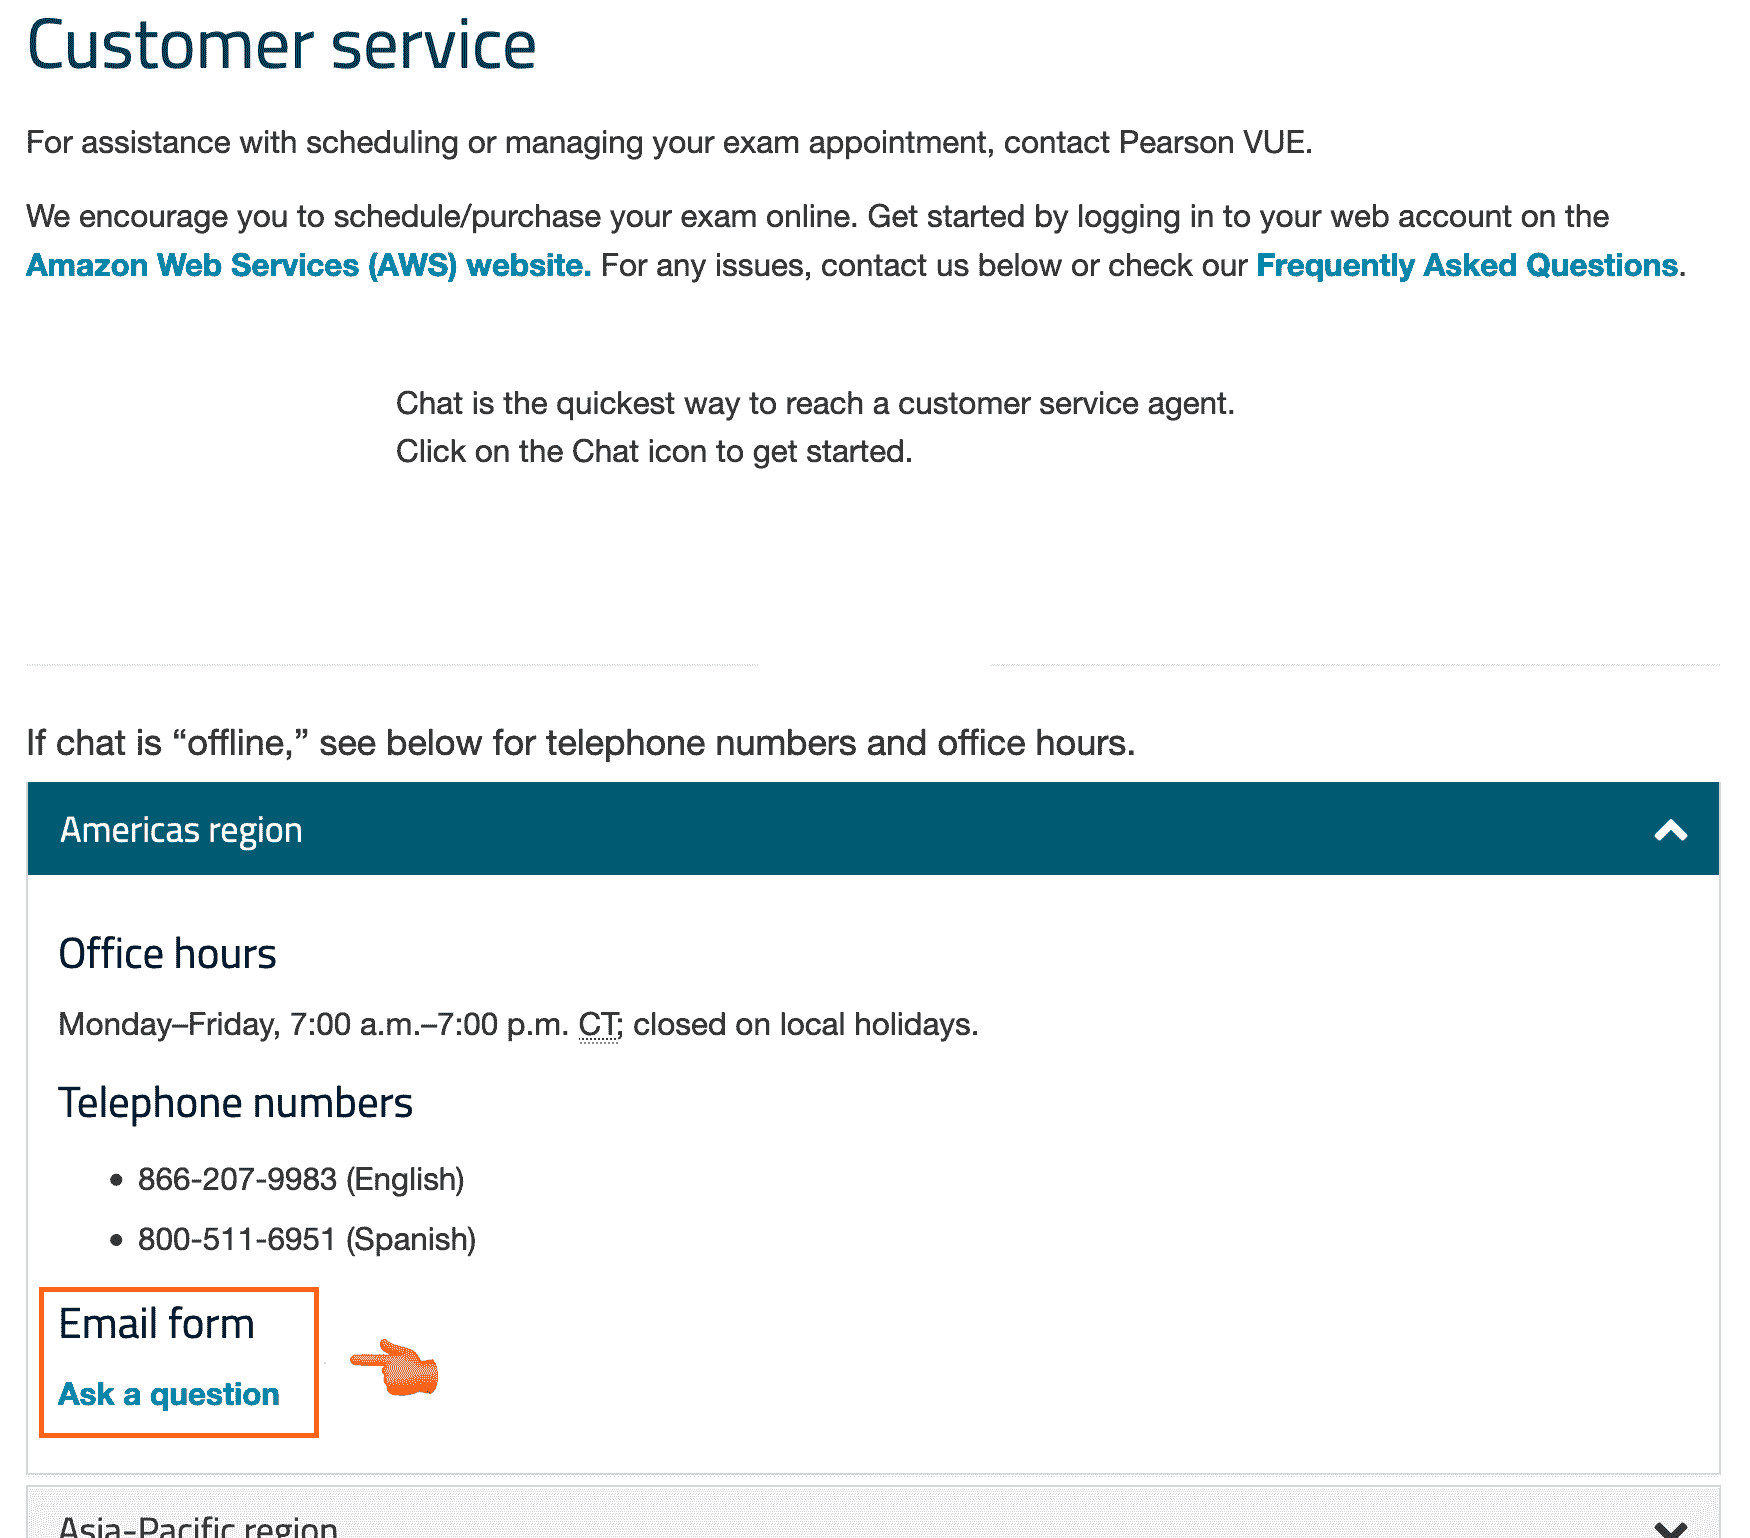 Customer service
For assistance with scheduling or managing your exam appointment, contact Pearson VUE.
We encourage you to schedule/purchase your exam online. Get started by logging in to your web account on the
Amazon Web Services (AWS) website. For any issues, contact us below or check our Frequently Asked Questions.
Chat is the quickest way to reach a customer service agent.
Click on the Chat icon to get started.
If chat is “offline,” see below for telephone numbers and office hours.
Americas region
Office hours
Monday–Friday, 7:00 a.m.–7:00 p.m. CT; closed on local holidays.
Telephone numbers
• 866-207-9983 (English)
• 800-511-6951 (Spanish)
Email form
Ask a question
Asia-Pacific region